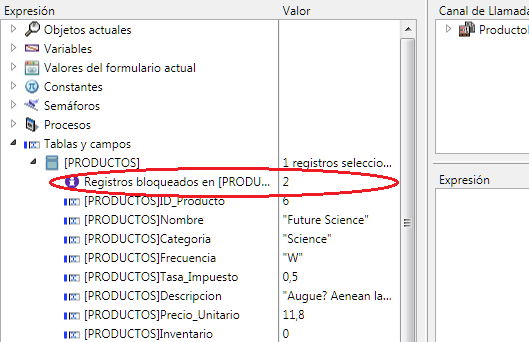 Expresión Valor
Objetos actuales
Variables
Valores del formulario actual
Constantes
Semáforos
Procesos
Tablas y campos
[PRODUCTOS] 1 registros seleccio...
Registros bloqueados en [PRODU... 2
[PRODUCTOS]ID_Producto 6
[PRODUCTOS]Nombre "Future Science"
[PRODUCTOS]Categoria "Science"
[PRODUCTOS]Frecuencia "W"
[PRODUCTOS]Tasa_Impuesto 0,5
[PRODUCTOS]Descripcion "Augue? Aenean la...
[PRODUCTOS]Precio_Unitario 11,8
[PRODUCTOS]Inventario 0
Canal de Llamada
Producto
Expresión